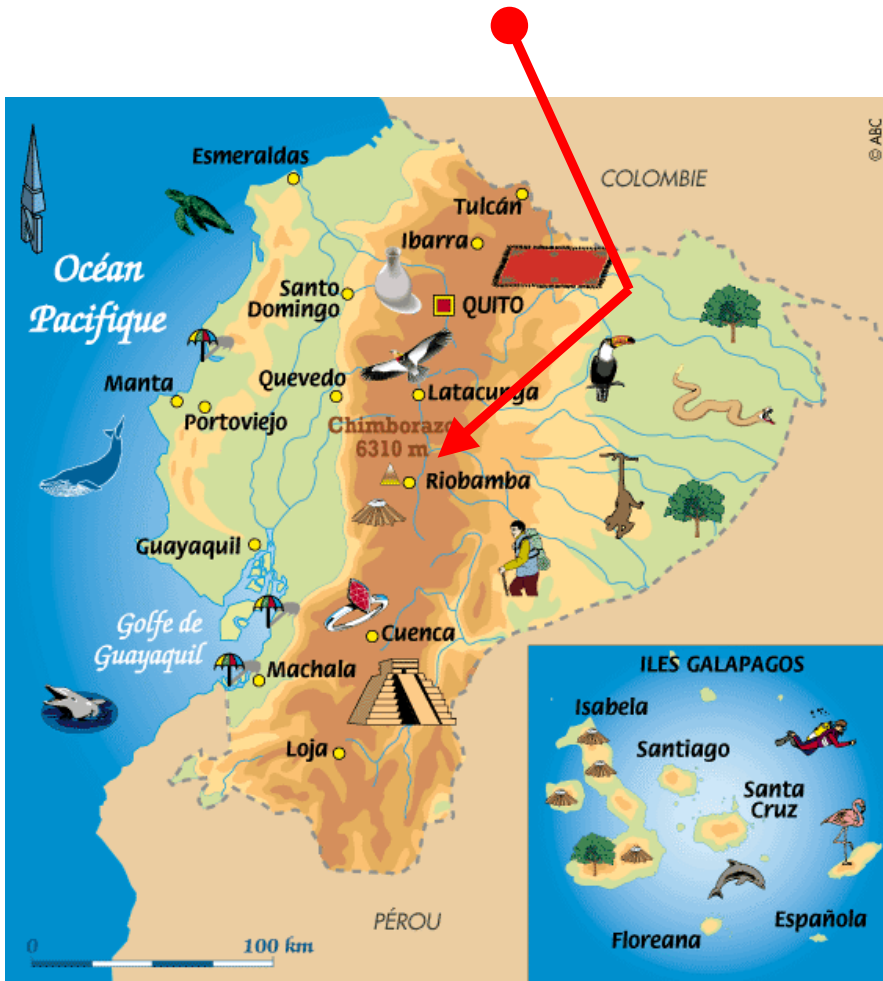 © ABC
Esmeraldas
COLOMBIE
Tulcán
Ibarra
Océan
Pacifique
Santo
Domingo
QUITO
Manta
Quevedo
Latacunga
Portoviejo
Chimborazo
6310 m
Riobamba
Guayaquil
Golfe de
Guayaquil
Cuenca
Machala
Loja
ILES GALAPAGOS
Isabela
Santiago
Santa
Cruz
Española
Floreana
PÉROU
0 100 km